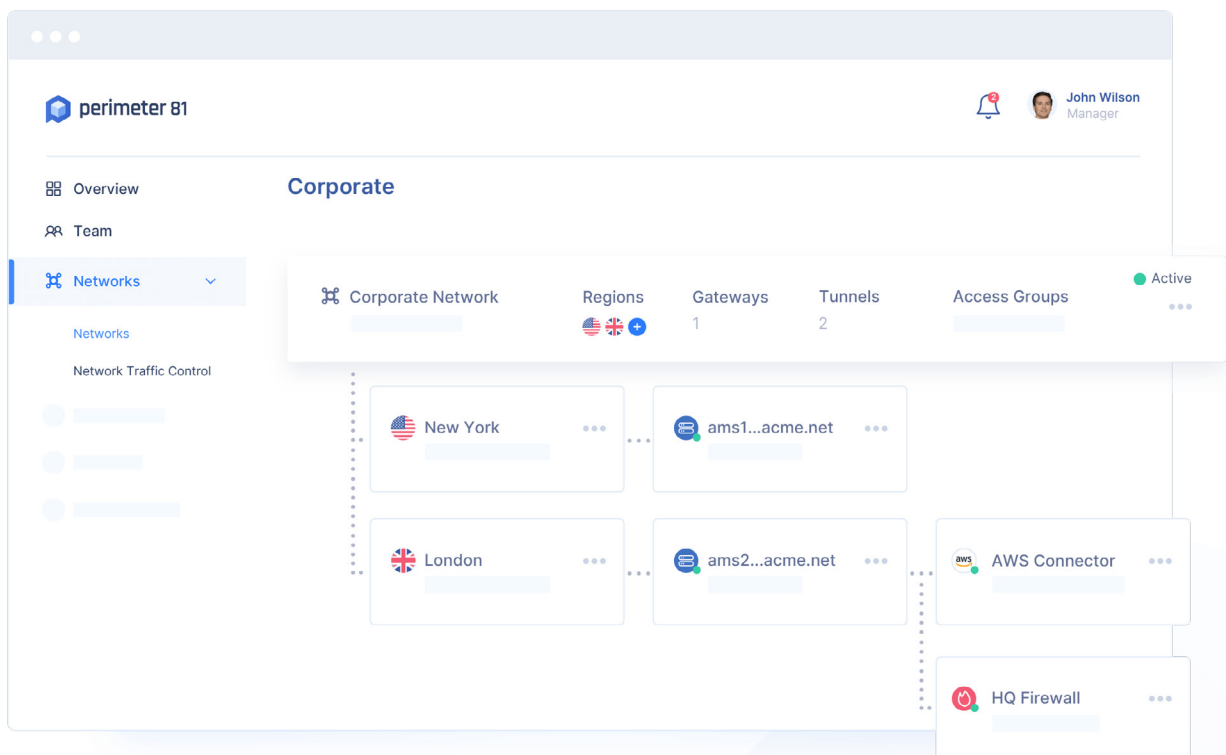 perimeter 81
2
John Wilson
Manager
Overview
Corporate
Team
Networks
Networks
Network Traffic Control
Active
Corporate Network
Regions
Gateways
Tunnels
Access Groups
1
2
New York
ams1...acme.net
London
ams2...acme.net
aws
AWS Connector
HQ Firewall